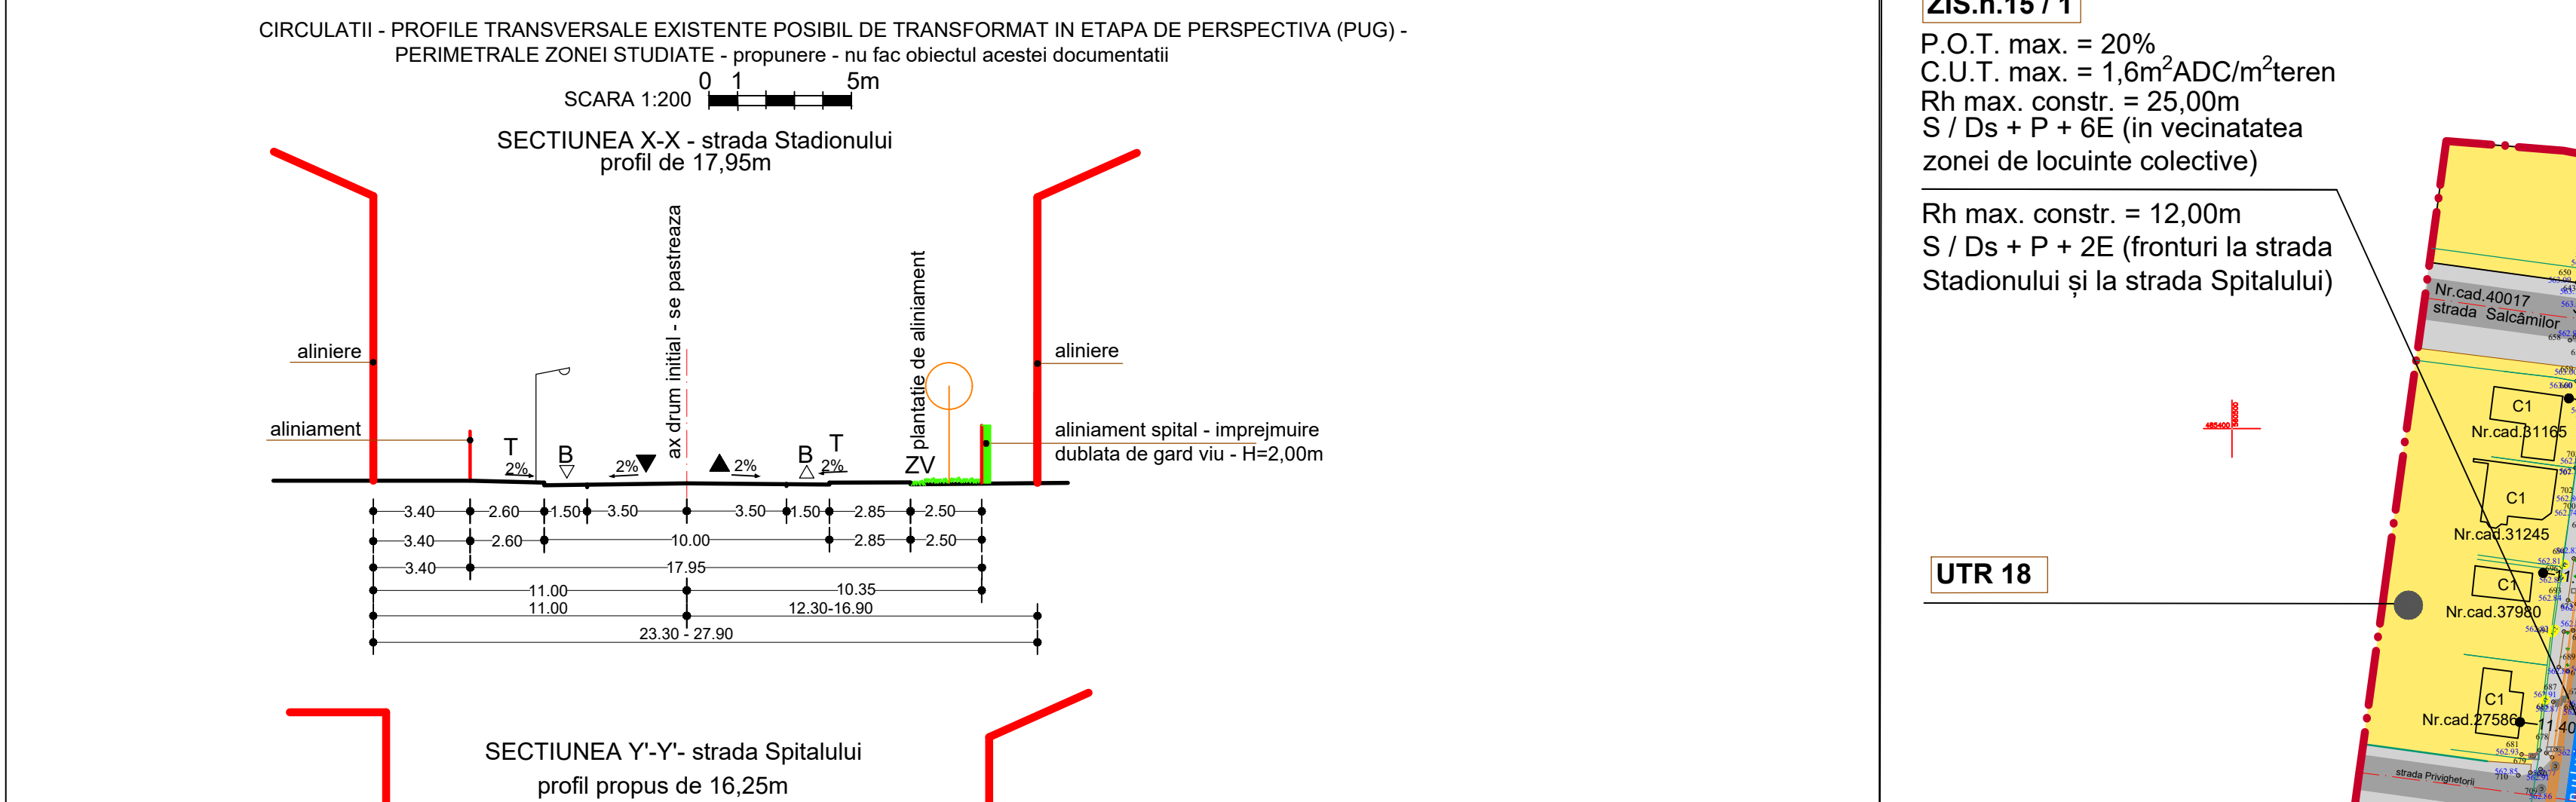 CIRCULATII - PROFILE TRANSVERSALE EXISTENTE POSIBIL DE TRANSFORMAT IN ETAPA DE PERSPECTIVA (PUG) -
PERIMETRALE ZONEI STUDIATE - propunere - nu fac obiectul acestei documentatii
0 1 5m
SCARA 1:200
SECTIUNEA X-X - strada Stadionului
profil de 17,95m
ax drum initial - se pastreaza
plantatie de aliniament
aliniere
aliniere
aliniament
aliniament spital - imprejmuire
dublata de gard viu - H=2,00m
T B B T ZV
2% 2% 2% 2%
3.40 2.60 1.50 3.50 3.50 1.50 2.85 2.50
3.40 2.60 10.00 2.85 2.50
3.40 17.95
11.00 10.35
11.00 12.30-16.90
23.30 - 27.90
SECTIUNEA Y'-Y'- strada Spitalului
profil propus de 16,25m
ZIS.n.15 / 1
P.O.T. max. = 20%
C.U.T. max. = 1,6m²ADC/m²teren
Rh max. constr. = 25,00m
S / Ds + P + 6E (in vecinatatea
zonei de locuinte colective)
Rh max. constr. = 12,00m
S / Ds + P + 2E (fronturi la strada
Stadionului și la strada Spitalului)
UTR 18
485400
560500
Nr.cad.40017
strada Salcâmilor
C1
Nr.cad.31165
C1
Nr.cad.31245
C1
Nr.cad.37980
C1
Nr.cad.27586
11.40
strada Privighetorii